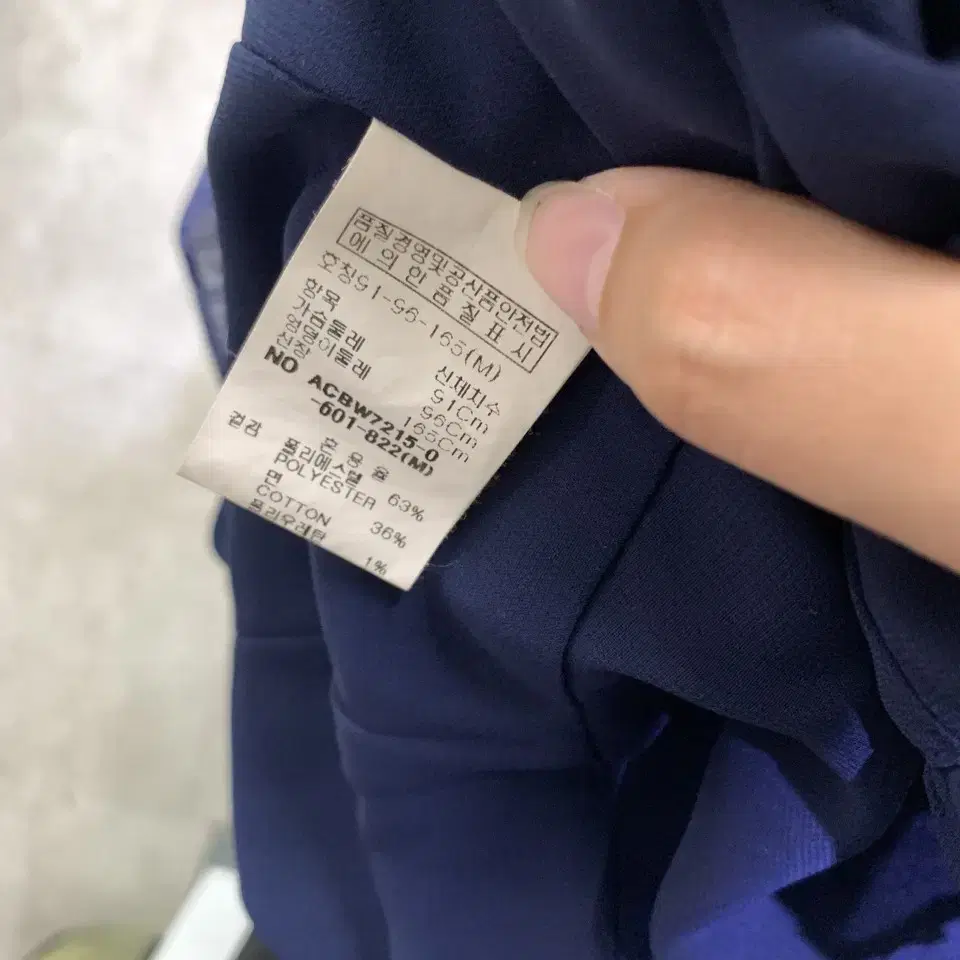 품질경영및공산품안전법
에 의 인 품 질 표 시
호칭91-96-165(M)
항목 신체치수
가슴둘레 91Cm
엉덩이둘레 96Cm
신장 165Cm
NO ACBW7215-0
-601-822(M)
겉감 혼 용 율
폴리에스텔
POLYESTER 63%
면
COTTON 36%
폴리우레탄
1%